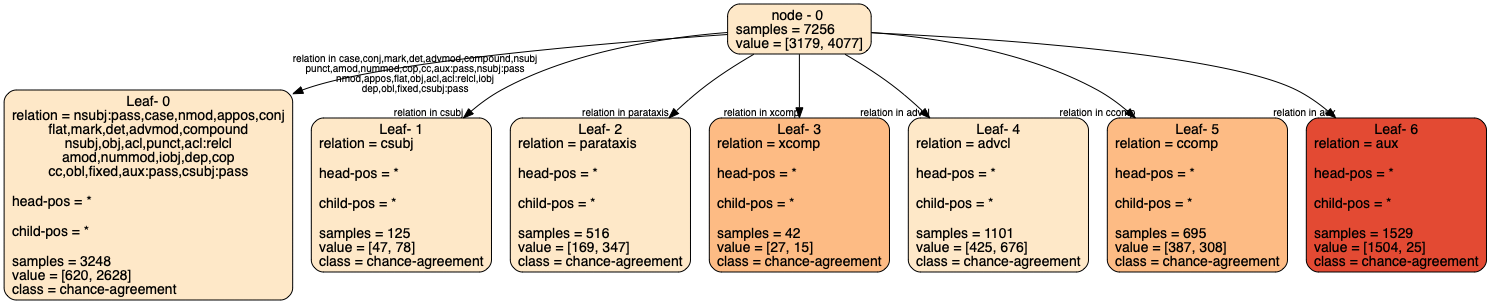 node - 0
samples = 7256
value = [3179, 4077]
relation in case,conj,mark,det,advmod,compound,nsubj
punct,amod,nummod,cop,cc,aux:pass,nsubj:pass
nmod,appos,flat,obj,acl,acl:relcl,iobj
dep,obl,fixed,csubj:pass
relation in csubj
relation in parataxis
relation in xcomp
relation in advcl
relation in ccomp
relation in aux
Leaf- 0
relation = nsubj:pass,case,nmod,appos,conj
flat,mark,det,advmod,compound
nsubj,obj,acl,punct,acl:relcl
amod,nummod,iobj,dep,cop
cc,obl,fixed,aux:pass,csubj:pass
head-pos = *
child-pos = *
samples = 3248
value = [620, 2628]
class = chance-agreement
Leaf- 1
relation = csubj
head-pos = *
child-pos = *
samples = 125
value = [47, 78]
class = chance-agreement
Leaf- 2
relation = parataxis
head-pos = *
child-pos = *
samples = 516
value = [169, 347]
class = chance-agreement
Leaf- 3
relation = xcomp
head-pos = *
child-pos = *
samples = 42
value = [27, 15]
class = chance-agreement
Leaf- 4
relation = advcl
head-pos = *
child-pos = *
samples = 1101
value = [425, 676]
class = chance-agreement
Leaf- 5
relation = ccomp
head-pos = *
child-pos = *
samples = 695
value = [387, 308]
class = chance-agreement
Leaf- 6
relation = aux
head-pos = *
child-pos = *
samples = 1529
value = [1504, 25]
class = chance-agreement